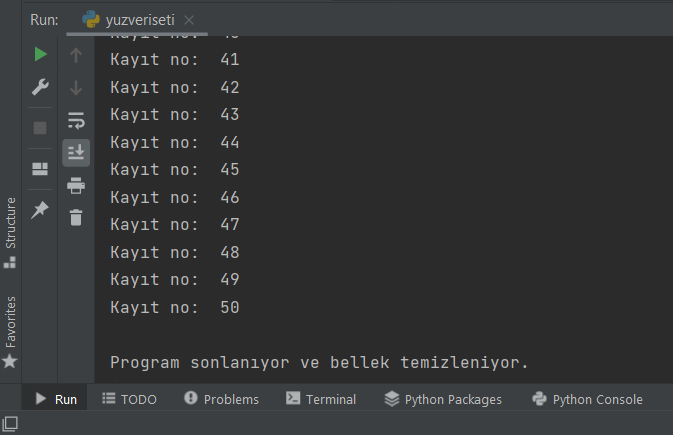 Run: yuzveriseti
Kayıt no: 41
Kayıt no: 42
Kayıt no: 43
Kayıt no: 44
Kayıt no: 45
Kayıt no: 46
Kayıt no: 47
Kayıt no: 48
Kayıt no: 49
Kayıt no: 50
Program sonlanıyor ve bellek temizleniyor.
Structure
Favorites
Run TODO Problems Terminal Python Packages Python Console